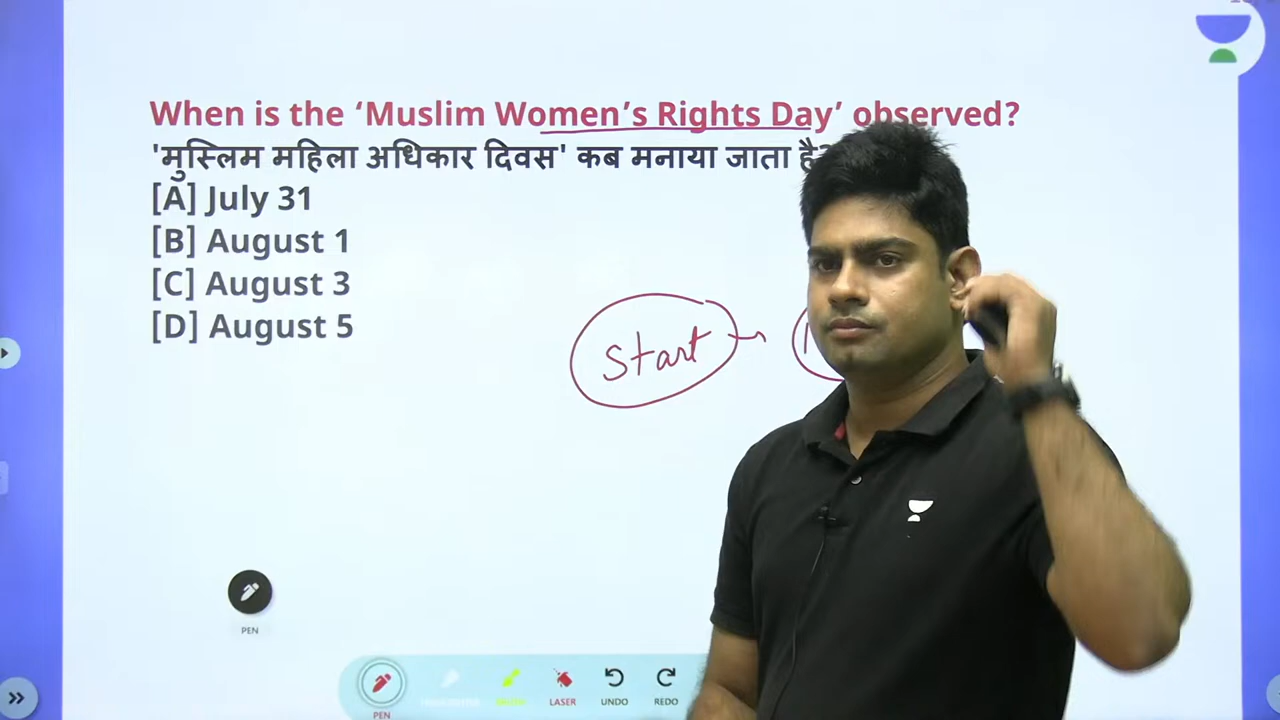 When is the ‘Muslim Women’s Rights Day’ observed?
'मुस्लिम महिला अधिकार दिवस' कब मनाया जाता है?
[A] July 31
[B] August 1
[C] August 3
[D] August 5
Start
PEN
PEN
LASER
UNDO
REDO